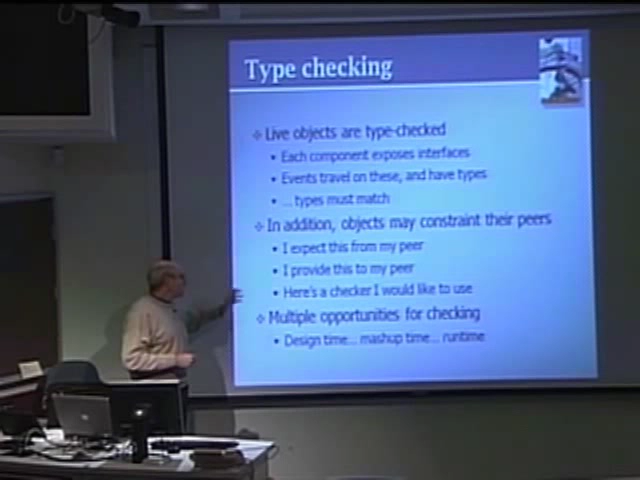 Type checking
Live objects are type-checked
Each component exposes interfaces
Events travel on these, and have types
... types must match
In addition, objects may constraint their peers
I expect this from my peer
I provide this to my peer
Here's a checker I would like to use
Multiple opportunities for checking
Design time... mashup time... runtime